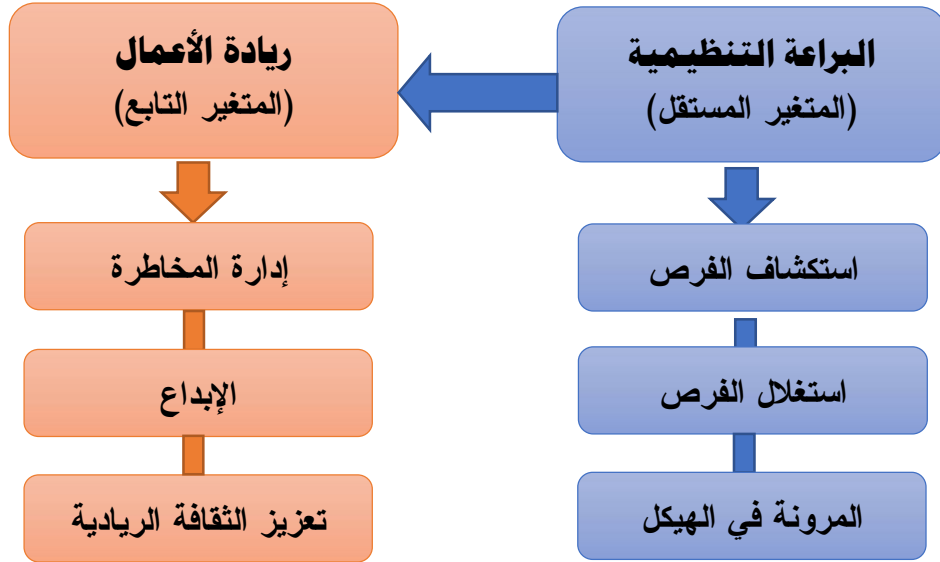 البراعة التنظيمية
(المتغير المستقل)
ريادة الأعمال
(المتغير التابع)
استكشاف الفرص
استغلال الفرص
المرونة في الهيكل
إدارة المخاطرة
الإبداع
تعزيز الثقافة الريادية